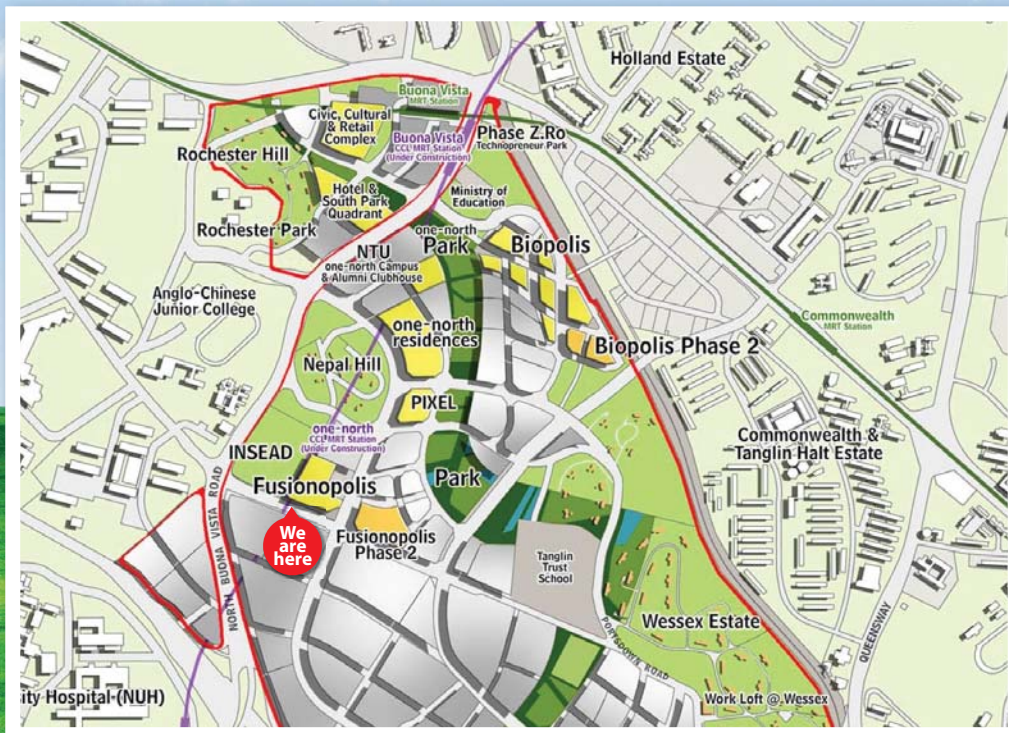 Holland Estate
Buona Vista
MRT Station
Civic, Cultural
& Retail
Complex
Buona Vista
CCL MRT Station
(Under Construction)
Phase Z.Ro
Technopreneur Park
Rochester Hill
Hotel &
South Park
Quadrant
Ministry of
Education
Rochester Park
one-north
Park
Biopolis
NTU
one-north Campus
& Alumni Clubhouse
Anglo-Chinese
Junior College
Commonwealth
MRT Station
one-north
residences
Biopolis Phase 2
Nepal Hill
PIXEL
one-north
CCL MRT Station
(Under Construction)
Commonwealth &
Tanglin Halt Estate
INSEAD
Fusionopolis
Park
NORTH BUONA VISTA ROAD
We
are
here
Fusionopolis
Phase 2
Tanglin
Trust
School
Wessex Estate
PORTSDOWN ROAD
QUEENSWAY
ity Hospital (NUH)
Work Loft @ Wessex